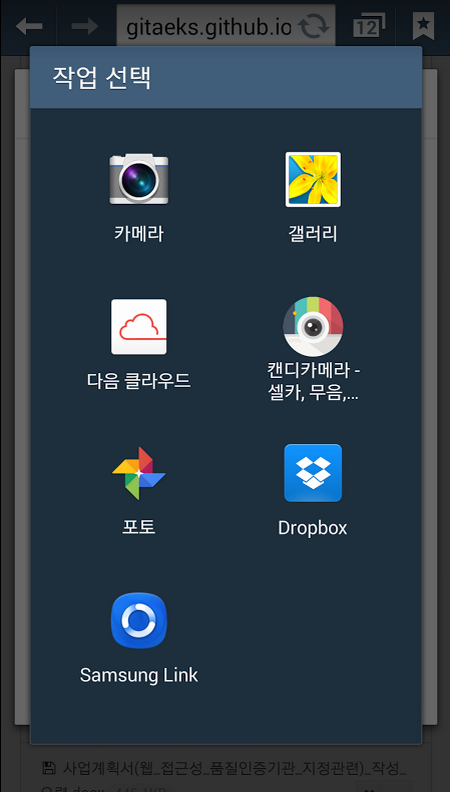 gitaeks.github.io
12
작업 선택
카메라
갤러리
다음 클라우드
캔디카메라 -
셀카, 무음,...
포토
Dropbox
Samsung Link
사업계획서(웹_접근성_품질인증기관_지정관련)_작성_